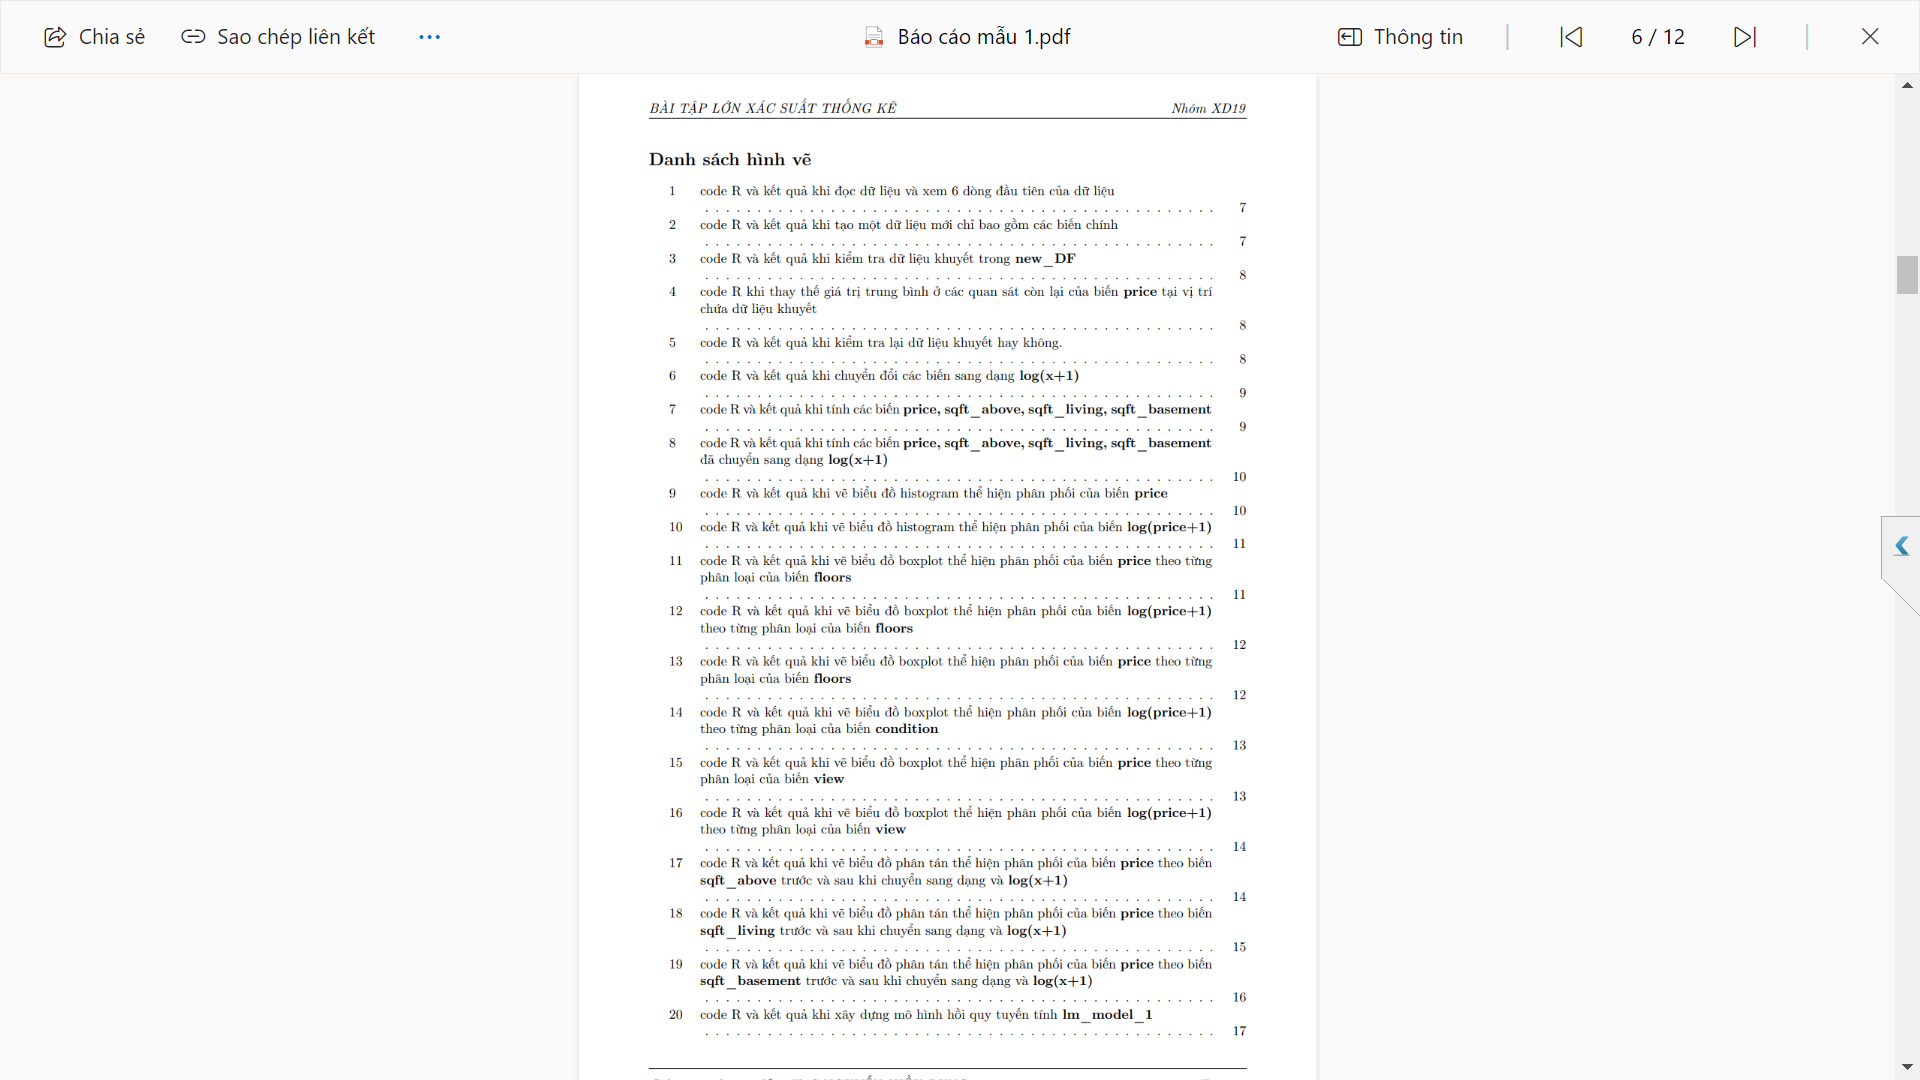 Chia sẻ
Sao chép liên kết
Báo cáo mẫu 1.pdf
Thông tin
6 / 12
BÀI TẬP LỚN XÁC SUẤT THỐNG KÊ Nhóm XD19
Danh sách hình vẽ
1 code R và kết quả khi đọc dữ liệu và xem 6 dòng đầu tiên của dữ liệu
. . . . . . . . . . . . . . . . . . . . . . . . . . . . . . . . . . . . . . . . . . . . . . . . . 7
2 code R và kết quả khi tạo một dữ liệu mới chỉ bao gồm các biến chính
. . . . . . . . . . . . . . . . . . . . . . . . . . . . . . . . . . . . . . . . . . . . . . . . . 7
3 code R và kết quả khi kiểm tra dữ liệu khuyết trong new_DF
. . . . . . . . . . . . . . . . . . . . . . . . . . . . . . . . . . . . . . . . . . . . . . . . . 8
4 code R khi thay thế giá trị trung bình ở các quan sát còn lại của biến price tại vị trí
chứa dữ liệu khuyết
. . . . . . . . . . . . . . . . . . . . . . . . . . . . . . . . . . . . . . . . . . . . . . . . . 8
5 code R và kết quả khi kiểm tra lại dữ liệu khuyết hay không.
. . . . . . . . . . . . . . . . . . . . . . . . . . . . . . . . . . . . . . . . . . . . . . . . . 8
6 code R và kết quả khi chuyển đổi các biến sang dạng log(x+1)
. . . . . . . . . . . . . . . . . . . . . . . . . . . . . . . . . . . . . . . . . . . . . . . . . 9
7 code R và kết quả khi tính các biến price, sqft_above, sqft_living, sqft_basement
. . . . . . . . . . . . . . . . . . . . . . . . . . . . . . . . . . . . . . . . . . . . . . . . . 9
8 code R và kết quả khi tính các biến price, sqft_above, sqft_living, sqft_basement
đã chuyển sang dạng log(x+1)
. . . . . . . . . . . . . . . . . . . . . . . . . . . . . . . . . . . . . . . . . . . . . . . . . 10
9 code R và kết quả khi vẽ biểu đồ histogram thể hiện phân phối của biến price
. . . . . . . . . . . . . . . . . . . . . . . . . . . . . . . . . . . . . . . . . . . . . . . . . 10
10 code R và kết quả khi vẽ biểu đồ histogram thể hiện phân phối của biến log(price+1)
. . . . . . . . . . . . . . . . . . . . . . . . . . . . . . . . . . . . . . . . . . . . . . . . . 11
11 code R và kết quả khi vẽ biểu đồ boxplot thể hiện phân phối của biến price theo từng
phân loại của biến floors
. . . . . . . . . . . . . . . . . . . . . . . . . . . . . . . . . . . . . . . . . . . . . . . . . 11
12 code R và kết quả khi vẽ biểu đồ boxplot thể hiện phân phối của biến log(price+1)
theo từng phân loại của biến floors
. . . . . . . . . . . . . . . . . . . . . . . . . . . . . . . . . . . . . . . . . . . . . . . . . 12
13 code R và kết quả khi vẽ biểu đồ boxplot thể hiện phân phối của biến price theo từng
phân loại của biến floors
. . . . . . . . . . . . . . . . . . . . . . . . . . . . . . . . . . . . . . . . . . . . . . . . . 12
14 code R và kết quả khi vẽ biểu đồ boxplot thể hiện phân phối của biến log(price+1)
theo từng phân loại của biến condition
. . . . . . . . . . . . . . . . . . . . . . . . . . . . . . . . . . . . . . . . . . . . . . . . . 13
15 code R và kết quả khi vẽ biểu đồ boxplot thể hiện phân phối của biến price theo từng
phân loại của biến view
. . . . . . . . . . . . . . . . . . . . . . . . . . . . . . . . . . . . . . . . . . . . . . . . . 13
16 code R và kết quả khi vẽ biểu đồ boxplot thể hiện phân phối của biến log(price+1)
theo từng phân loại của biến view
. . . . . . . . . . . . . . . . . . . . . . . . . . . . . . . . . . . . . . . . . . . . . . . . . 14
17 code R và kết quả khi vẽ biểu đồ phân tán thể hiện phân phối của biến price theo biến
sqft_above trước và sau khi chuyển sang dạng và log(x+1)
. . . . . . . . . . . . . . . . . . . . . . . . . . . . . . . . . . . . . . . . . . . . . . . . . 14
18 code R và kết quả khi vẽ biểu đồ phân tán thể hiện phân phối của biến price theo biến
sqft_living trước và sau khi chuyển sang dạng và log(x+1)
. . . . . . . . . . . . . . . . . . . . . . . . . . . . . . . . . . . . . . . . . . . . . . . . . 15
19 code R và kết quả khi vẽ biểu đồ phân tán thể hiện phân phối của biến price theo biến
sqft_basement trước và sau khi chuyển sang dạng và log(x+1)
. . . . . . . . . . . . . . . . . . . . . . . . . . . . . . . . . . . . . . . . . . . . . . . . . 16
20 code R và kết quả khi xây dựng mô hình hồi quy tuyến tính lm_model_1
. . . . . . . . . . . . . . . . . . . . . . . . . . . . . . . . . . . . . . . . . . . . . . . . . 17